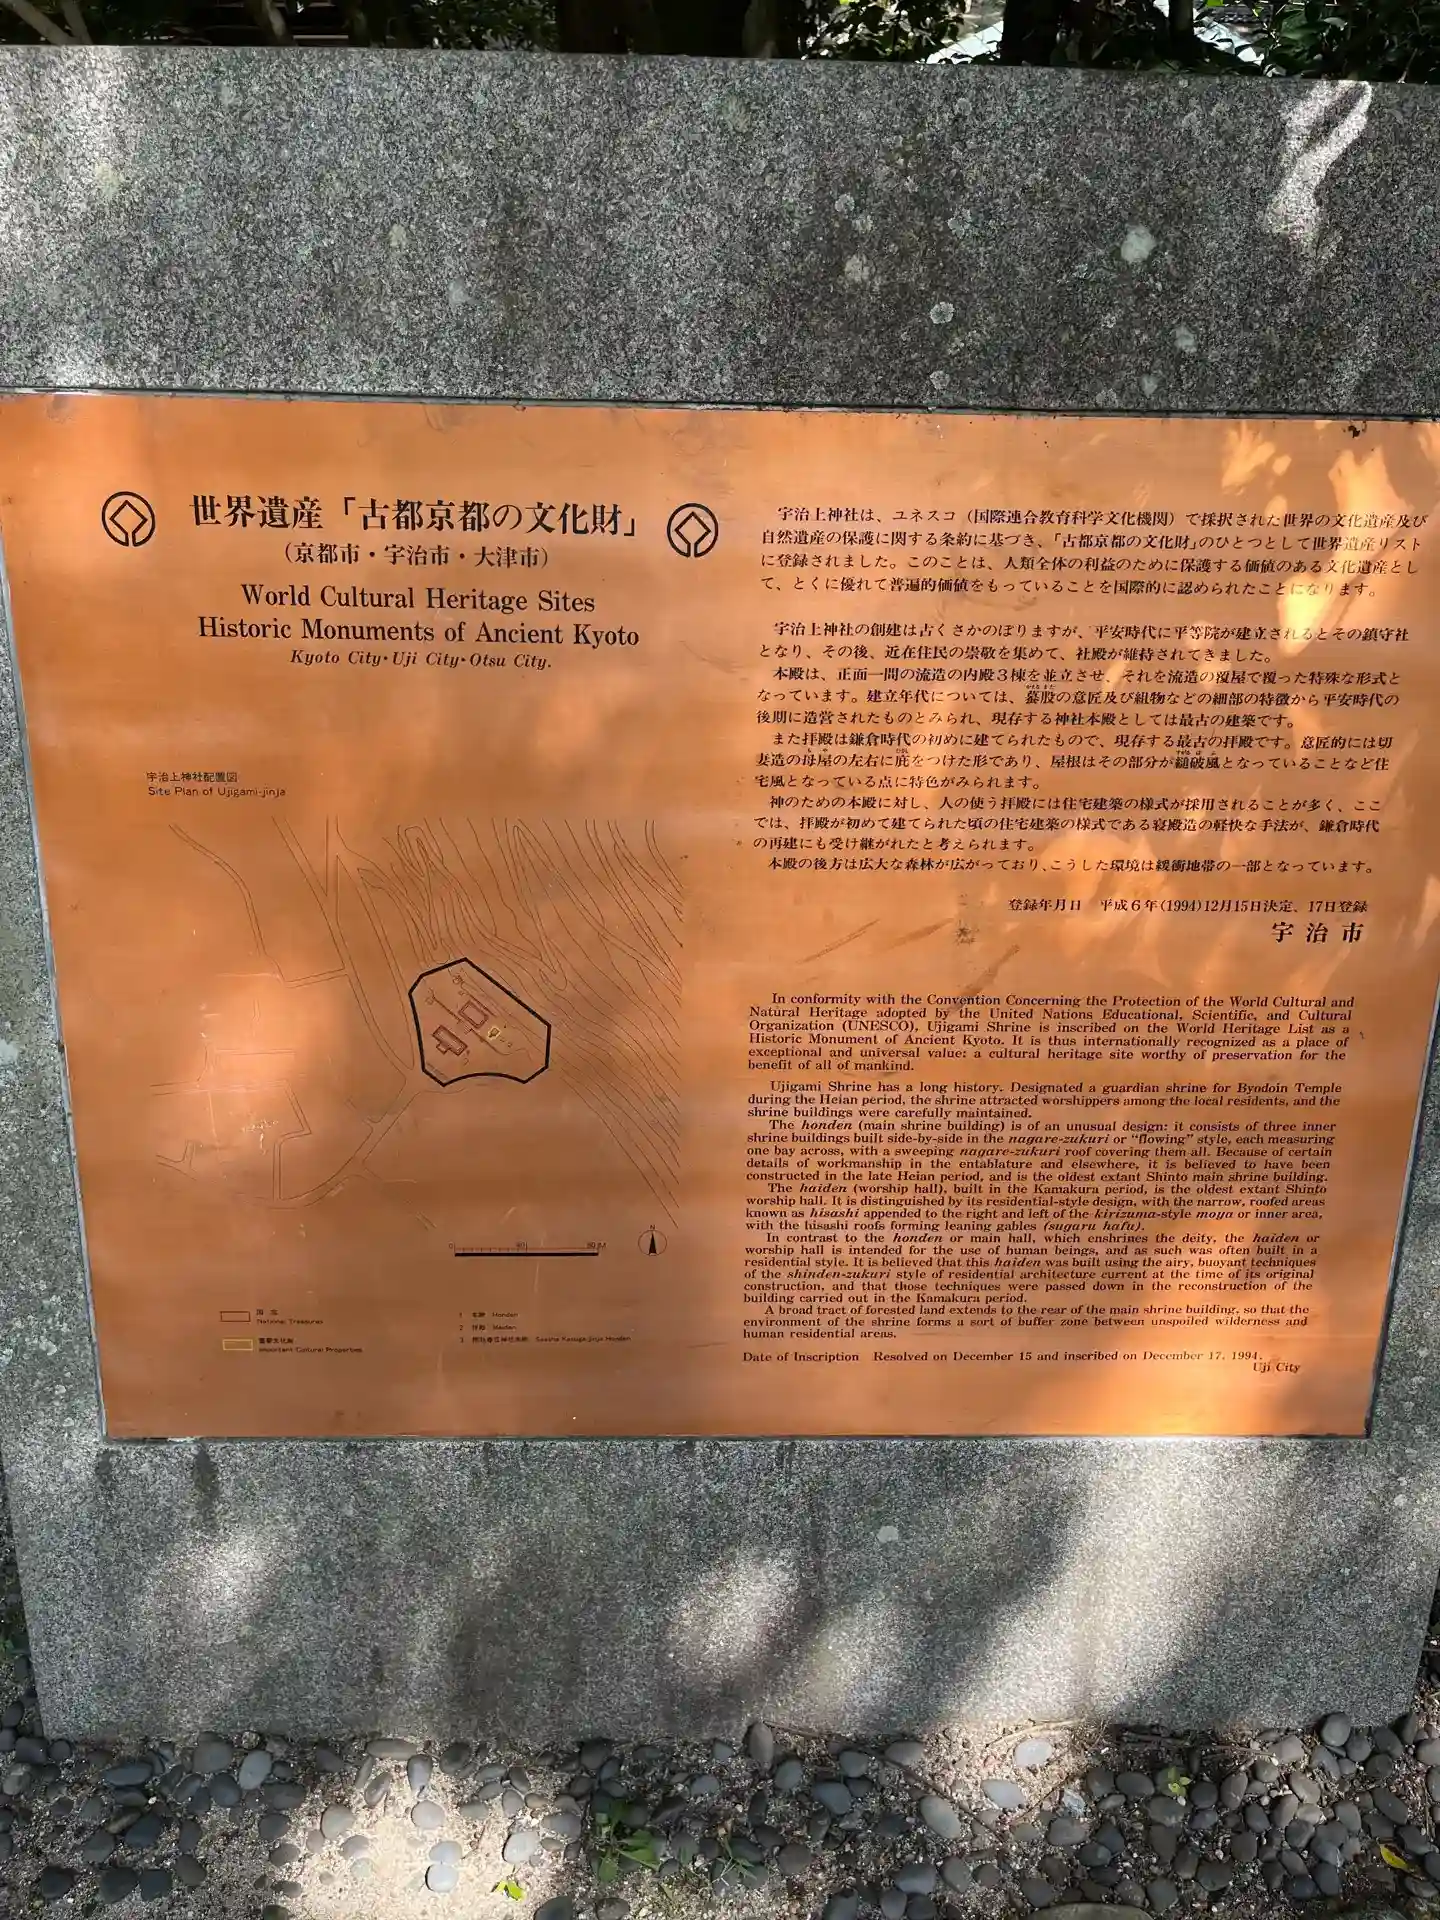 世界遺産「古都京都の文化財」
（京都市・宇治市・大津市）
World Cultural Heritage Sites
Historic Monuments of Ancient Kyoto
Kyoto City・Uji City・Otsu City.
宇治上神社配置図
Site Plan of Ujigami-jinja
0
N
国宝
National Treasures
重要文化財
Important Cultural Properties
1 本殿 Honden
2 拝殿 Haiden
3
宇治上神社は、ユネスコ（国際連合教育科学文化機関）で採択された世界の文化遺産及び
自然遺産の保護に関する条約に基づき、「古都京都の文化財」のひとつとして世界遺産リスト
に登録されました。このことは、人類全体の利益のために保護する価値のある文化遺産とし
て、とくに優れて普遍的価値をもっていることを国際的に認められたことになります。
宇治上神社の創建は古くさかのぼりますが、平安時代に平等院が建立されるとその鎮守社
となり、その後、近在住民の崇敬を集めて、社殿が維持されてきました。
本殿は、正面一間の流造の内殿３棟を並立させ、それを流造の覆屋で覆った特殊な形式と
なっています。建立年代については、蟇股の意匠及び組物などの細部の特徴から平安時代の
後期に造営されたものとみられ、現存する神社本殿としては最古の建築です。
また拝殿は鎌倉時代の初めに建てられたもので、現存する最古の拝殿です。意匠的には切
妻造の母屋の左右に庇をつけた形であり、屋根はその部分が縋破風となっていることなど住
宅風となっている点に特色がみられます。
神のための本殿に対し、人の使う拝殿には住宅建築の様式が採用されることが多く、ここ
では、拝殿が初めて建てられた頃の住宅建築の様式である寝殿造の軽快な手法が、鎌倉時代
の再建にも受け継がれたと考えられます。
本殿の後方は広大な森林が広がっており、こうした環境は緩衝地帯の一部となっています。
登録年月日　平成６年(1994)12月15日決定、17日登録
宇治市
In conformity with the Convention Concerning the Protection of the World Cultural and
Natural Heritage adopted by the United Nations Educational, Scientific, and Cultural
Organization (UNESCO), Ujigami Shrine is inscribed on the World Heritage List as a
Historic Monument of Ancient Kyoto. It is thus internationally recognized as a place of
exceptional and universal value: a cultural heritage site worthy of preservation for the
benefit of all of mankind.
Ujigami Shrine has a long history. Designated a guardian shrine for Byodoin Temple
during the Heian period, the shrine attracted worshippers among the local residents, and the
shrine buildings were carefully maintained.
The honden (main shrine building) is of an unusual design: it consists of three inner
shrine buildings built side-by-side in the nagare-zukuri or “flowing” style, each measuring
one bay across, with a sweeping nagare-zukuri roof covering them all. Because of certain
details of workmanship in the entablature and elsewhere, it is believed to have been
constructed in the late Heian period, and is the oldest extant Shinto main shrine building.
The haiden (worship hall), built in the Kamakura period, is the oldest extant Shinto
worship hall. It is distinguished by its residential-style design, with the narrow, roofed areas
known as hisashi appended to the right and left of the kirizuma-style moya or inner area,
with the hisashi roofs forming leaning gables (sugaru hafu).
In contrast to the honden or main hall, which enshrines the deity, the haiden or
worship hall is intended for the use of human beings, and as such was often built in a
residential style. It is believed that this haiden was built using the airy, buoyant techniques
of the shinden-zukuri style of residential architecture current at the time of its original
construction, and that those techniques were passed down in the reconstruction of the
building carried out in the Kamakura period.
A broad tract of forested land extends to the rear of the main shrine building, so that the
environment of the shrine forms a sort of buffer zone between unspoiled wilderness and
human residential areas.
Date of Inscription Resolved on December 15 and inscribed on December 17, 1994.
Uji City